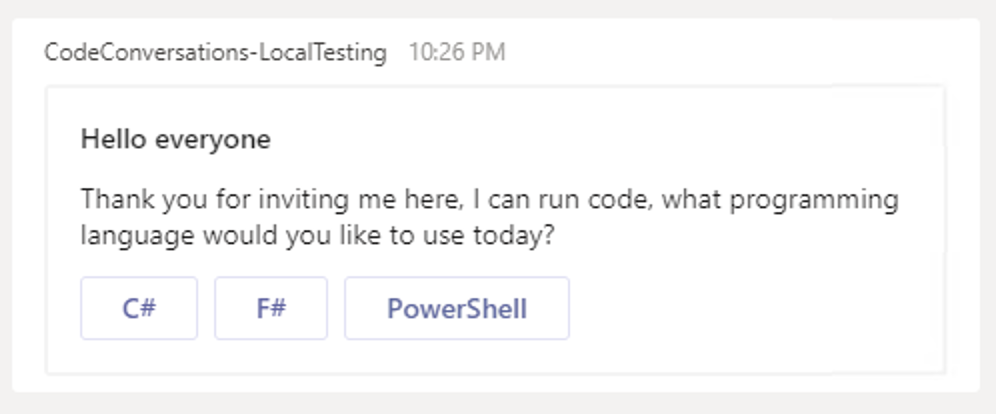 CodeConversations-LocalTesting 10:26 PM
Hello everyone
Thank you for inviting me here, I can run code, what programming
language would you like to use today?
C# F# PowerShell